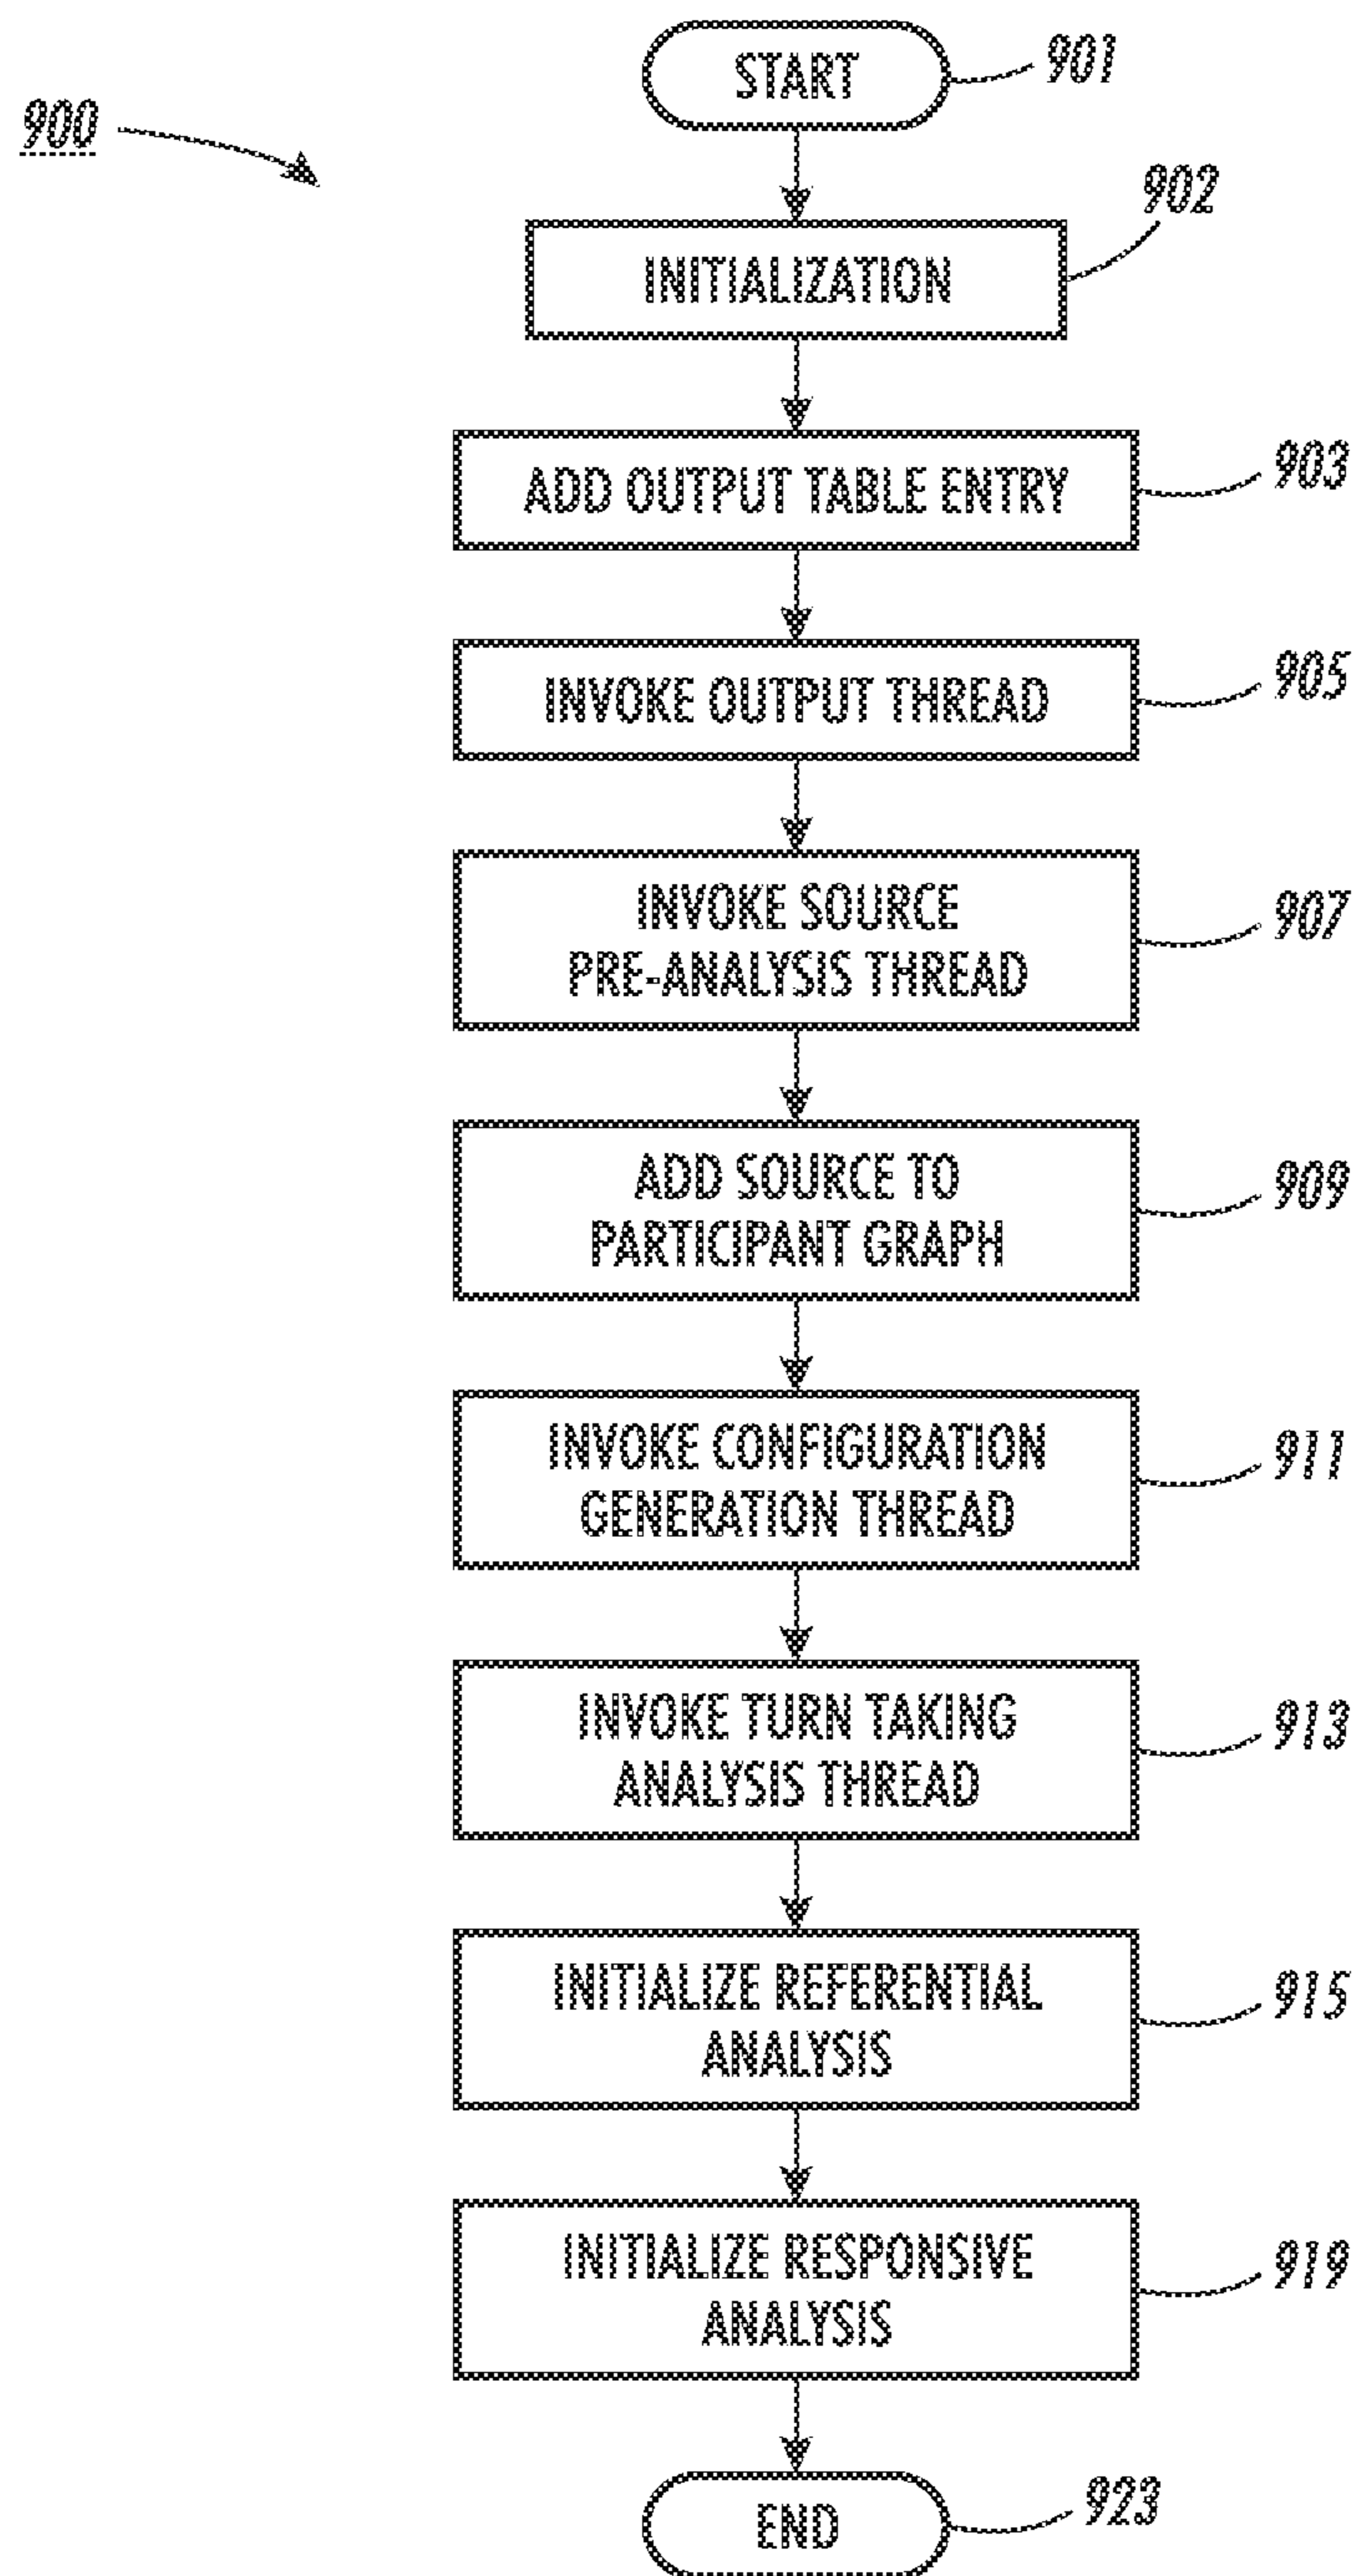 START
901
900
902
INITIALIZATION
ADD OUTPUT TABLE ENTRY
903
INVOKE OUTPUT THREAD
905
INVOKE SOURCE
PRE-ANALYSIS THREAD
907
ADD SOURCE TO
PARTICIPANT GRAPH
909
INVOKE CONFIGURATION
GENERATION THREAD
911
INVOKE TURN TAKING
ANALYSIS THREAD
913
INITIALIZE REFERENTIAL
ANALYSIS
915
INITIALIZE RESPONSIVE
ANALYSIS
919
END
923